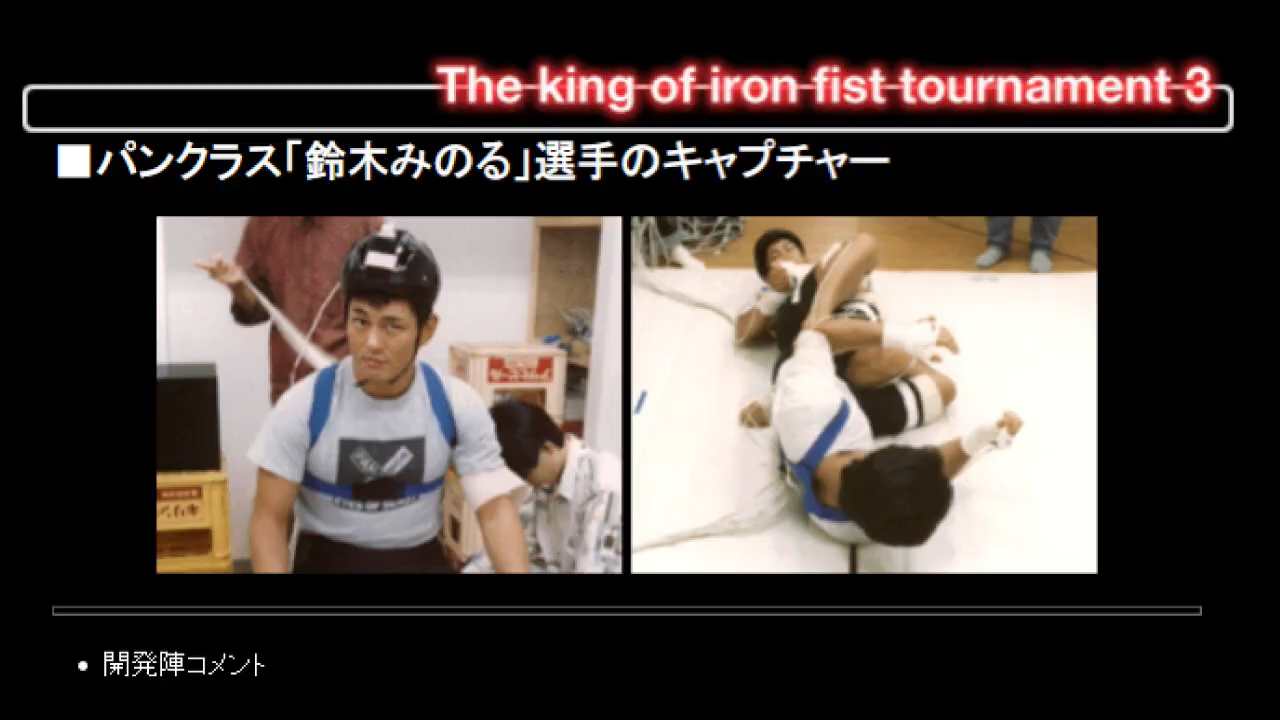 The king of iron fist tournament 3
■パンクラス「鈴木みのる」選手のキャプチャー
• 開発陣コメント